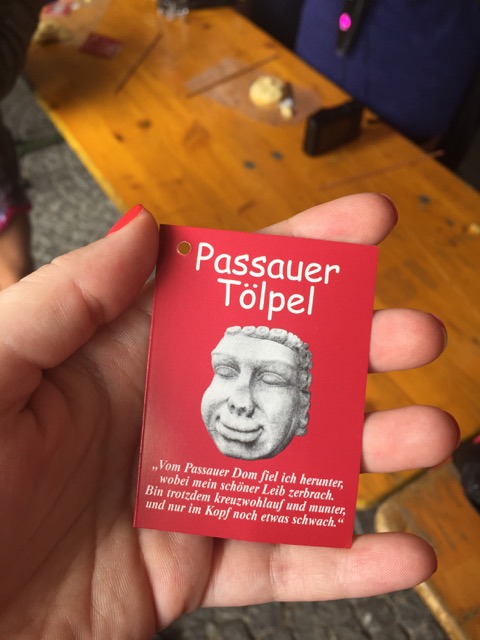 Passauer
Tölpel
„Vom Passauer Dom fiel ich herunter,
wobei mein schöner Leib zerbrach.
Bin trotzdem kreuzwohlauf und munter,
und nur im Kopf noch etwas schwach.“